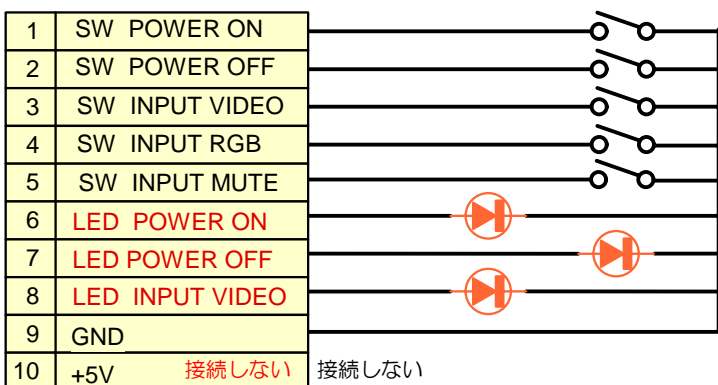 1 SW POWER ON
2 SW POWER OFF
3 SW INPUT VIDEO
4 SW INPUT RGB
5 SW INPUT MUTE
6 LED POWER ON
7 LED POWER OFF
8 LED INPUT VIDEO
9 GND
10 +5V 接続しない 接続しない